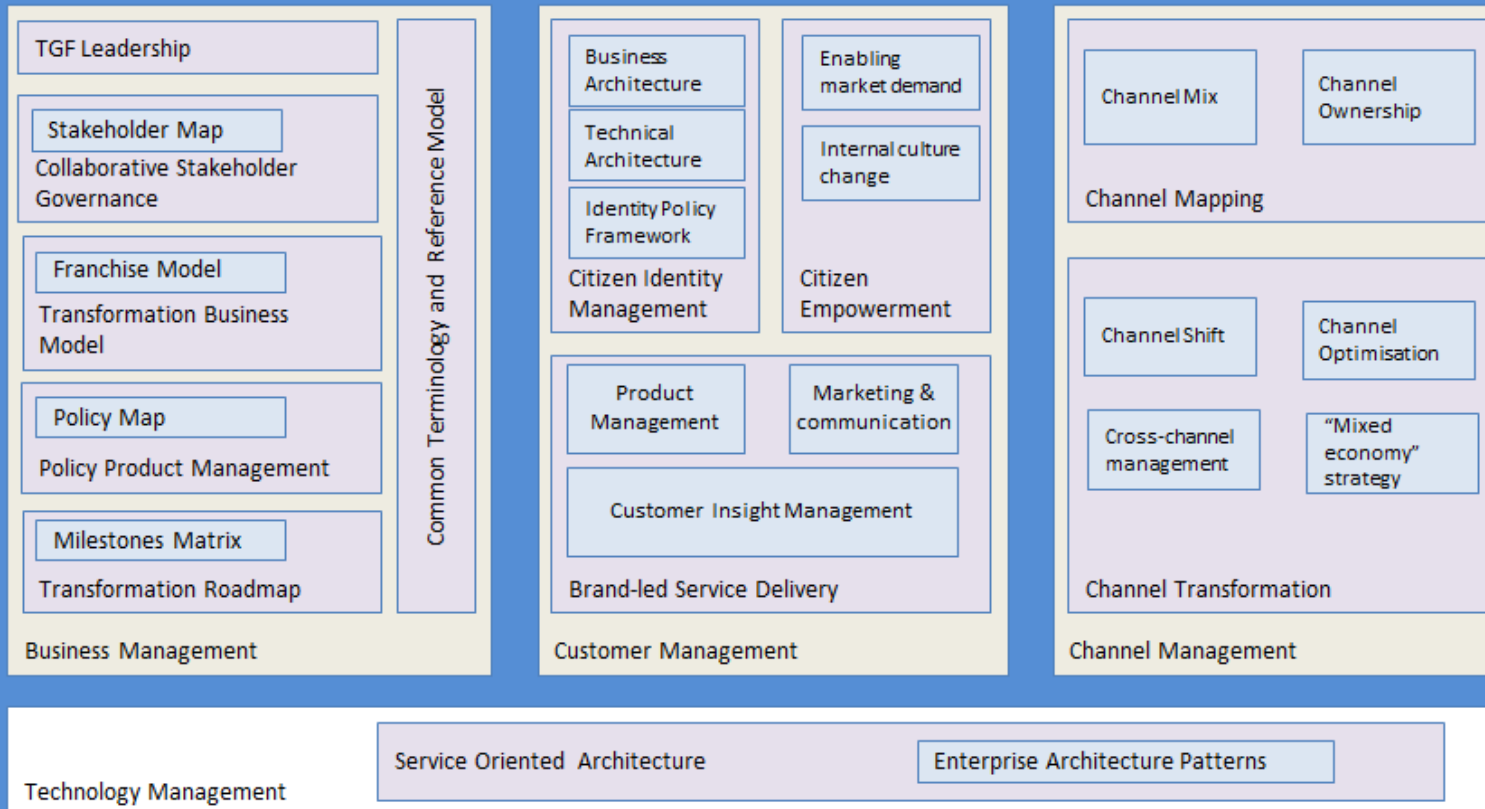 TGF Leadership
Stakeholder Map
Collaborative Stakeholder
Governance
Franchise Model
Transformation Business
Model
Policy Map
Policy Product Management
Milestones Matrix
Transformation Roadmap
Common Terminology and Reference Model
Business Management
Business
Architecture
Technical
Architecture
Identity Policy
Framework
Citizen Identity
Management
Enabling
market demand
Internal culture
change
Citizen
Empowerment
Product
Management
Marketing &
communication
Customer Insight Management
Brand-led Service Delivery
Customer Management
Channel Mix
Channel
Ownership
Channel Mapping
Channel Shift
Channel
Optimisation
Cross-channel
management
“Mixed
economy”
strategy
Channel Transformation
Channel Management
Service Oriented Architecture
Enterprise Architecture Patterns
Technology Management